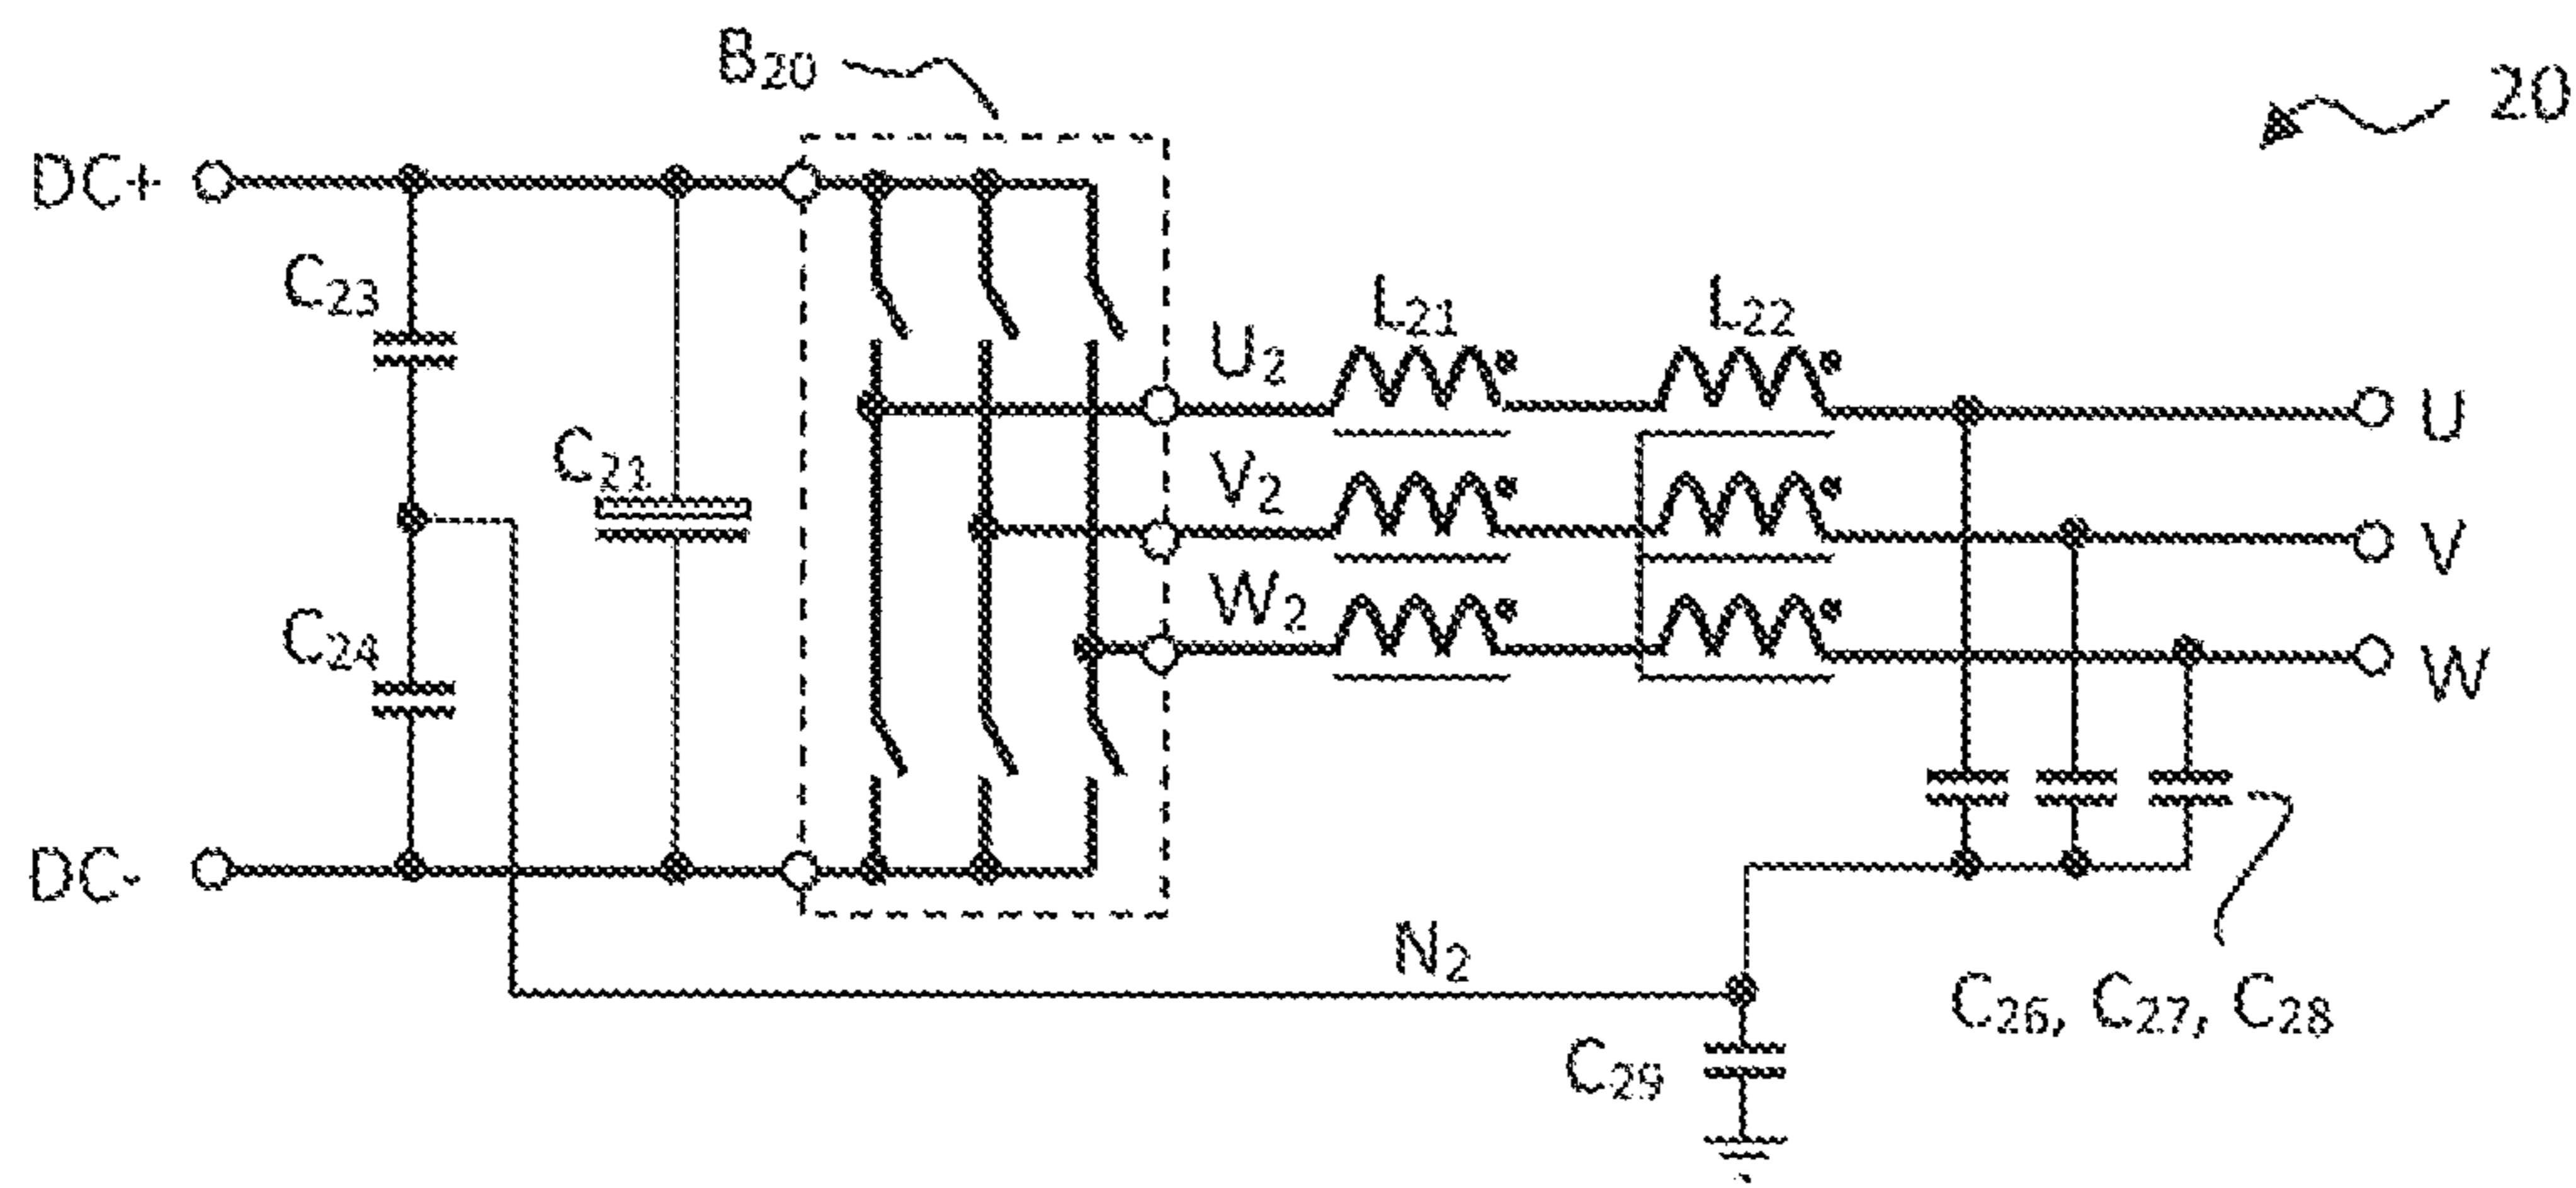 B20
20
DC+
C23
L21
L22
U2
U
C21
V2
V
C24
W2
W
DC-
N2
C26, C27, C28
C29